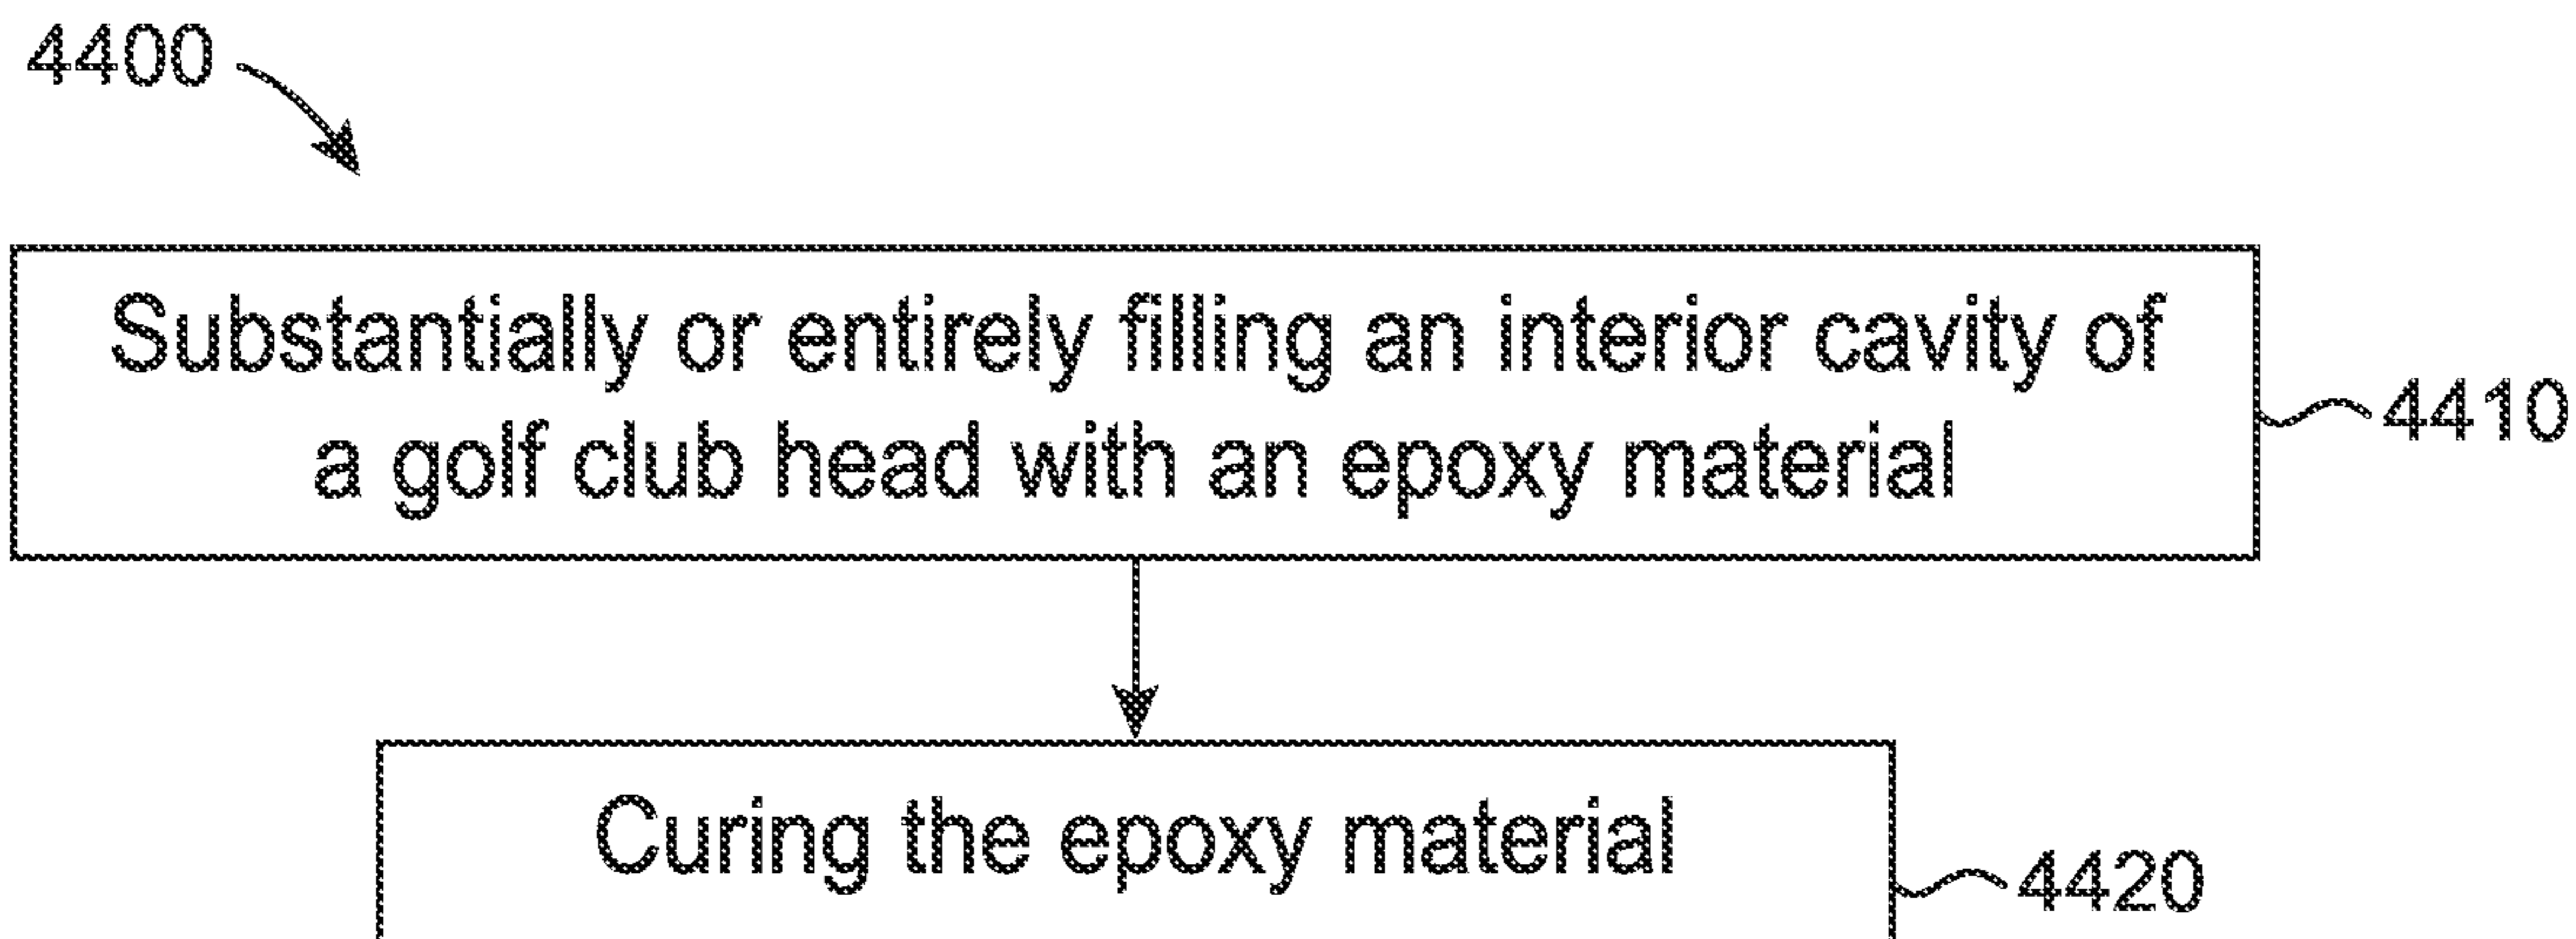 4400
Substantially or entirely filling an interior cavity of
a golf club head with an epoxy material
4410
Curing the epoxy material
4420